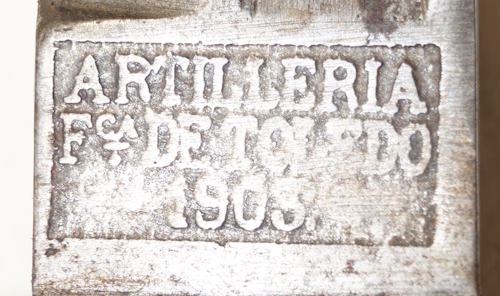 ARTILLERIA
Fca DE TOLEDO
1903.